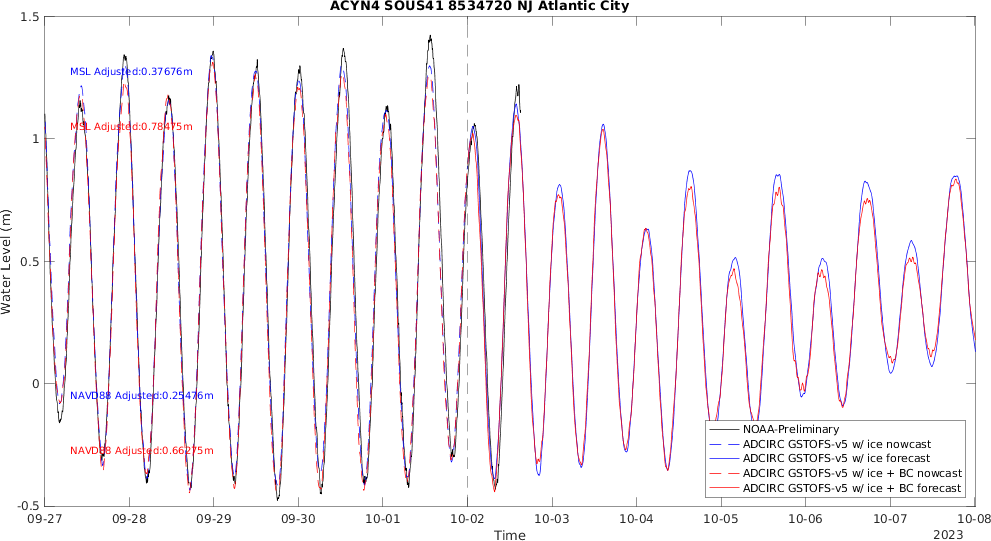 ACYN4 SOUS41 8534720 NJ Atlantic City
1.5
1
0.5
0
-0.5
Water Level (m)
MSL Adjusted:0.37676m
MSL Adjusted:0.78475m
NAVD88 Adjusted:0.25476m
NAVD88 Adjusted:0.66275m
NOAA-Preliminary
ADCIRC GSTOFS-v5 w/ ice nowcast
ADCIRC GSTOFS-v5 w/ ice forecast
ADCIRC GSTOFS-v5 w/ ice + BC nowcast
ADCIRC GSTOFS-v5 w/ ice + BC forecast
09-27 09-28 09-29 09-30 10-01 10-02 10-03 10-04 10-05 10-06 10-07 10-08
Time
2023